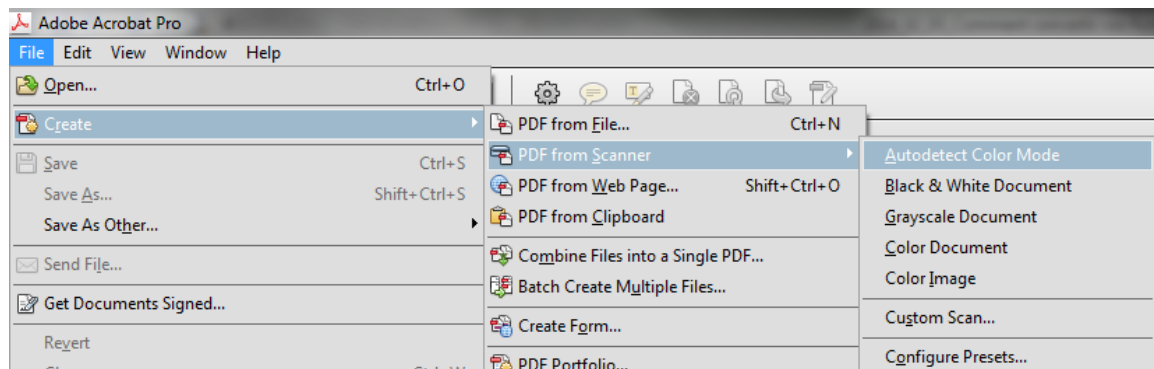 Adobe Acrobat Pro
File Edit View Window Help
Open... Ctrl+O
Create
Save Ctrl+S
Save As... Shift+Ctrl+S
Save As Other...
Send File...
Get Documents Signed...
Revert
PDF from File... Ctrl+N
PDF from Scanner
PDF from Web Page... Shift+Ctrl+O
PDF from Clipboard
Combine Files into a Single PDF...
Batch Create Multiple Files...
Create Form...
PDF Portfolio...
Autodetect Color Mode
Black & White Document
Grayscale Document
Color Document
Color Image
Custom Scan...
Configure Presets...